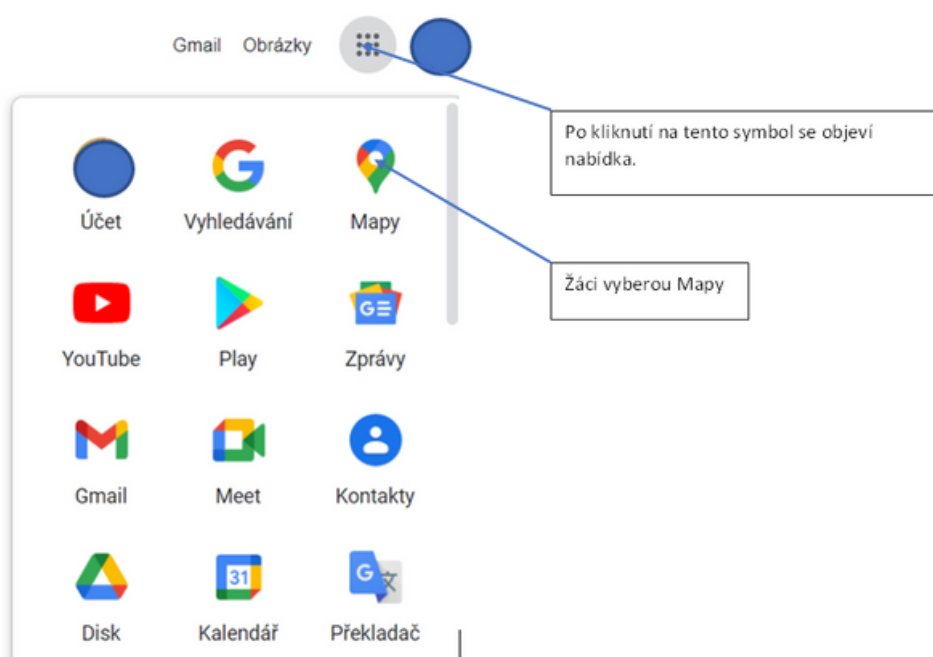 Gmail Obrázky
Po kliknutí na tento symbol se objeví
nabídka.
Účet Vyhledávání Mapy
Žáci vyberou Mapy
YouTube Play Zprávy
Gmail Meet Kontakty
31
Disk Kalendář Překladač